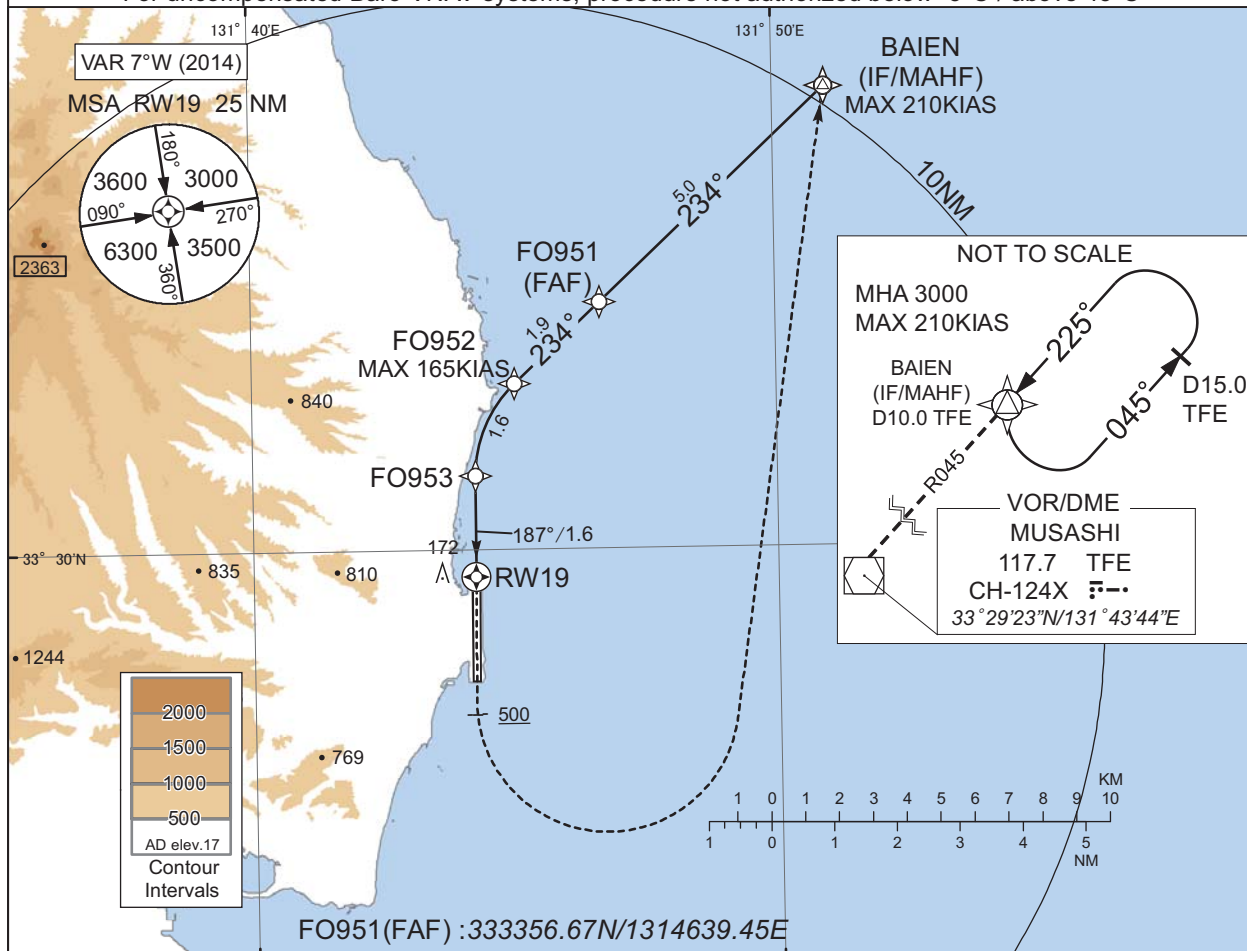 131° 40'E
131° 50'E
VAR 7°W (2014)
MSA RW19 25 NM
180°
3600
3000
090°
270°
6300
3500
360°
2363
BAIEN
(IF/MAHF)
MAX 210KIAS
10NM
5.0
234°
FO951
(FAF)
1.9
234°
FO952
MAX 165KIAS
1.6
FO953
187°/1.6
840
33° 30'N
172
RW19
835
810
1244
500
769
NOT TO SCALE
MHA 3000
MAX 210KIAS
225°
BAIEN
(IF/MAHF)
D10.0 TFE
045°
D15.0
TFE
R045
VOR/DME
MUSASHI
117.7 TFE
CH-124X
33°29'23"N/131°43'44"E
2000
1500
1000
500
AD elev.17
Contour
Intervals
KM
1 0 1 2 3 4 5 6 7 8 9 10
1 0 1 2 3 4 5
NM
FO951(FAF) :333356.67N/1314639.45E